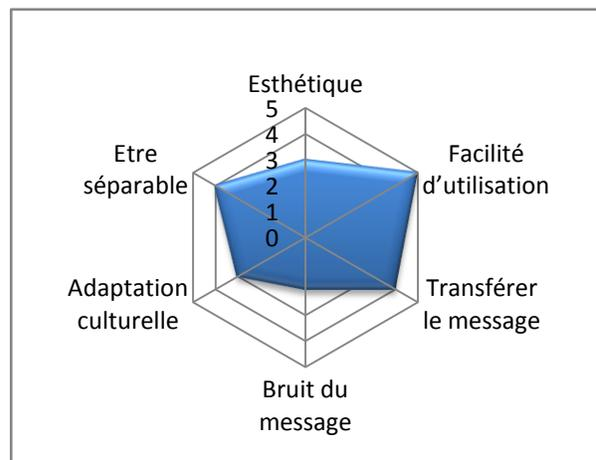 Esthétique
5
4
3
2
1
0
Facilité
d’utilisation
Transférer
le message
Bruit du
message
Adaptation
culturelle
Etre
séparable